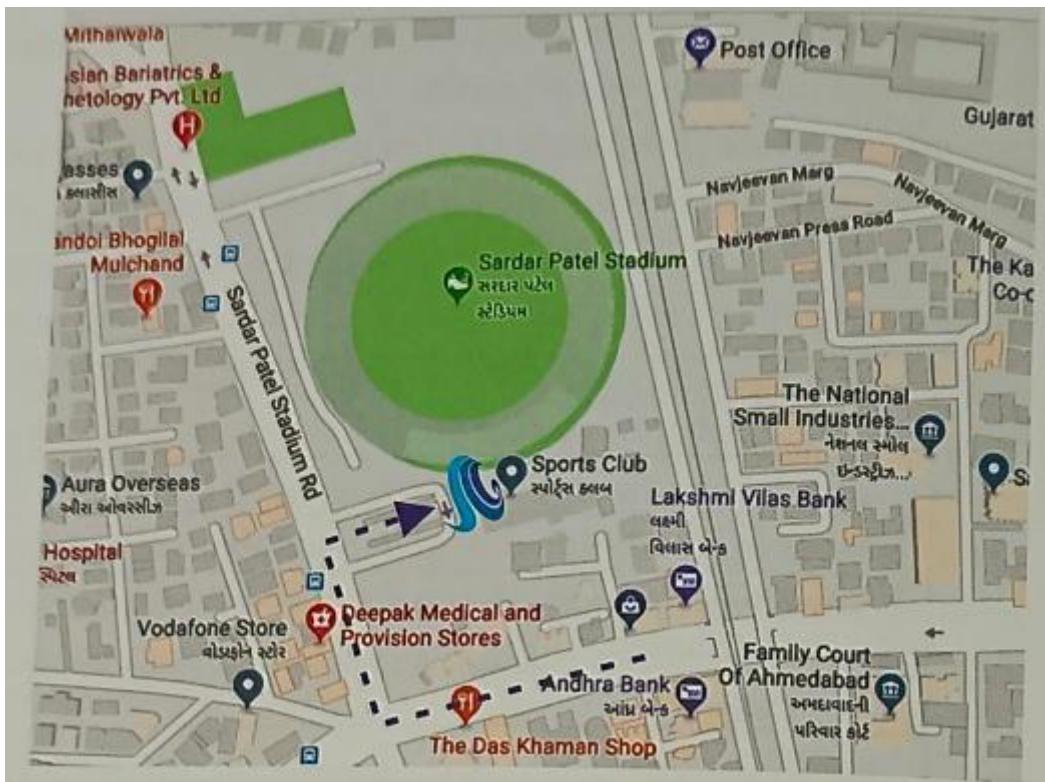 Mithaiwala
Post Office
sian Bariatrics &
netology Pvt. Ltd
H
Gujarat
asses
ક્લાસીસ
Navjeevan Marg
Navjeevan Marg
Navjeevan Press Road
andoi Bhogilal
Mulchand
Sardar Patel Stadium
સરદાર પટેલ
સ્ટેડિયમ
The Ka
Co-o
Sardar Patel Stadium Rd
The National
Small Industries...
નેશનલ સ્મોલ
ઇન્ડસ્ટ્રીઝ...
Sports Club
સ્પોર્ટ્સ ક્લબ
Aura Overseas
ઓરા ઓવરસીઝ
Lakshmi Vilas Bank
લક્ષ્મી
વિલાસ બેન્ક
Hospital
સ્પિટલ
Deepak Medical and
Provision Stores
Vodafone Store
વોડાફોન સ્ટોર
Family Court
Of Ahmedabad
અમદાવાદની
પરિવાર કોર્ટ
Andhra Bank
આંધ્ર બેન્ક
The Das Khaman Shop